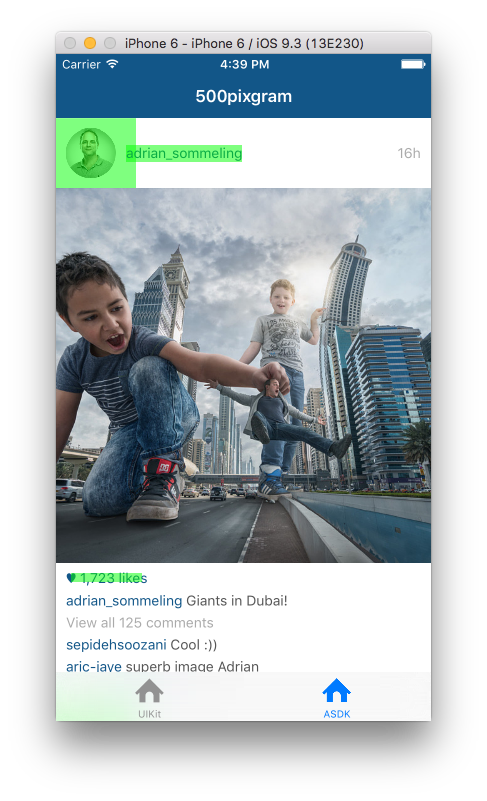 iPhone 6 - iPhone 6 / iOS 9.3 (13E230)
Carrier 4:39 PM
500pixgram
adrian_sommeling 16h
1,723 likes
adrian_sommeling Giants in Dubai!
View all 125 comments
sepidehsoozani Cool :))
aric-jaye superb image Adrian
UIKit ASDK